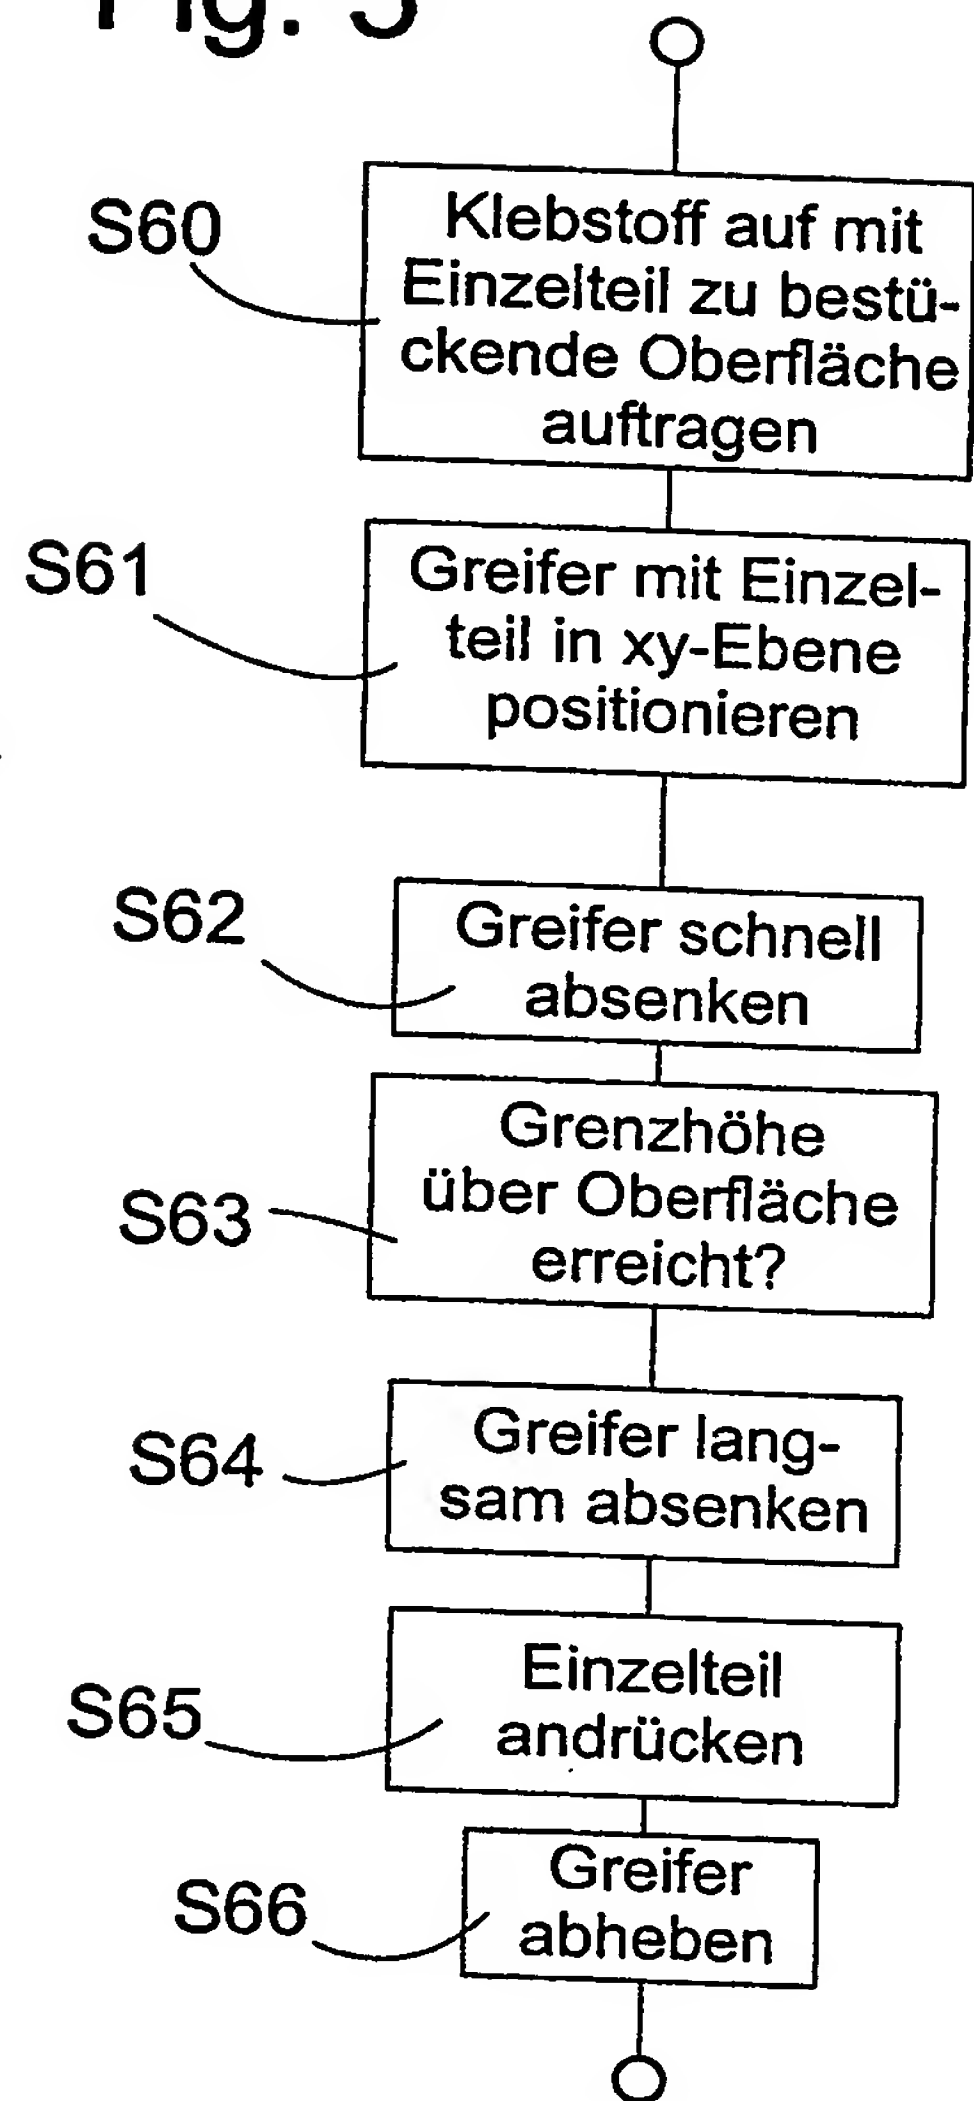 Fig. 5
S60
Klebstoff auf mit
Einzelteil zu bestü-
ckende Oberfläche
auftragen
S61
Greifer mit Einzel-
teil in xy-Ebene
positionieren
S62
Greifer schnell
absenken
S63
Grenzhöhe
über Oberfläche
erreicht?
S64
Greifer lang-
sam absenken
S65
Einzelteil
andrücken
S66
Greifer
abheben